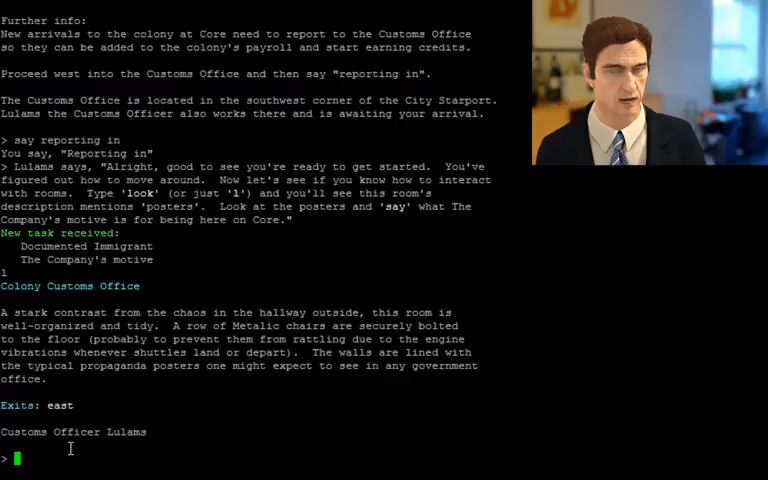 Further info:
New arrivals to the colony at Core need to report to the Customs Office
so they can be added to the colony's payroll and start earning credits.
Proceed west into the Customs Office and then say "reporting in".
The Customs Office is located in the southwest corner of the City Starport.
Lulams the Customs Officer also works there and is awaiting your arrival.
> say reporting in
You say, "Reporting in"
> Lulams says, "Alright, good to see you're ready to get started.  You've
figured out how to move around.  Now let's see if you know how to interact
with rooms.  Type 'look' (or just 'l') and you'll see this room's
description mentions 'posters'.  Look at the posters and 'say' what The
Company's motive is for being here on Core."
New task received:
Documented Immigrant
The Company's motive
l
Colony Customs Office
A stark contrast from the chaos in the hallway outside, this room is
well-organized and tidy.  A row of Metalic chairs are securely bolted
to the floor (probably to prevent them from rattling due to the engine
vibrations whenever shuttles land or depart).  The walls are lined with
the typical propaganda posters one might expect to see in any government
office.
Exits: east
Customs Officer Lulams
>